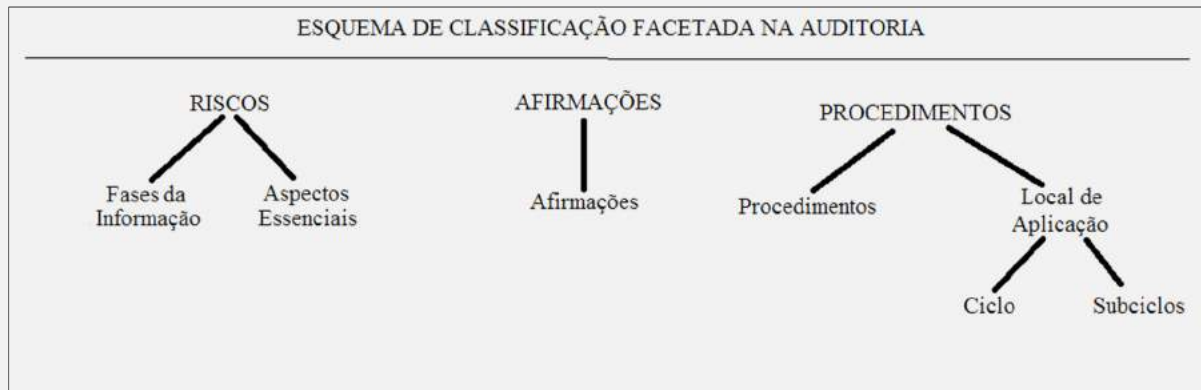 ESQUEMA DE CLASSIFICAÇÃO FACETADA NA AUDITORIA
RISCOS
AFIRMAÇÕES
PROCEDIMENTOS
Fases da
Informação
Aspectos
Essenciais
Afirmações
Procedimentos
Local de
Aplicação
Ciclo
Subciclos